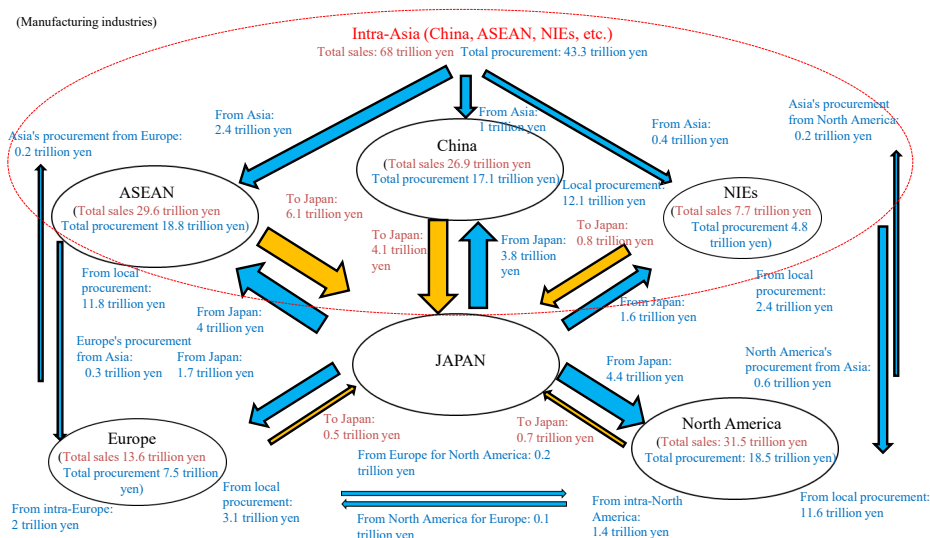 (Manufacturing industries)
Intra-Asia (China, ASEAN, NIEs, etc.)
Total sales: 68 trillion yen Total procurement: 43.3 trillion yen
Asia's procurement from Europe:
0.2 trillion yen
From Asia:
2.4 trillion yen
From Asia:
1 trillion yen
From Asia:
0.4 trillion yen
Asia's procurement
from North America:
0.2 trillion yen
China
(Total sales 26.9 trillion yen
Total procurement 17.1 trillion yen)
ASEAN
(Total sales 29.6 trillion yen
Total procurement 18.8 trillion yen)
NIEs
(Total sales 7.7 trillion yen
Total procurement 4.8
trillion yen)
Local procurement:
12.1 trillion yen
To Japan:
6.1 trillion yen
To Japan:
4.1 trillion
yen
From Japan:
3.8 trillion
yen
To Japan:
0.8 trillion yen
From local
procurement:
11.8 trillion yen
From Japan:
4 trillion yen
From Japan:
1.6 trillion yen
From local
procurement:
2.4 trillion yen
Europe's procurement
from Asia:
0.3 trillion yen
From Japan:
1.7 trillion yen
JAPAN
From Japan:
4.4 trillion yen
North America's
procurement from Asia:
0.6 trillion yen
Europe
(Total sales 13.6 trillion yen
Total procurement 7.5 trillion
yen)
To Japan:
0.5 trillion yen
To Japan:
0.7 trillion yen
North America
(Total sales: 31.5 trillion yen
Total procurement: 18.5 trillion yen)
From intra-Europe:
2 trillion yen
From local
procurement:
3.1 trillion yen
From Europe for North America: 0.2
trillion yen
From North America for Europe: 0.1
trillion yen
From intra-North
America:
1.4 trillion yen
From local procurement:
11.6 trillion yen